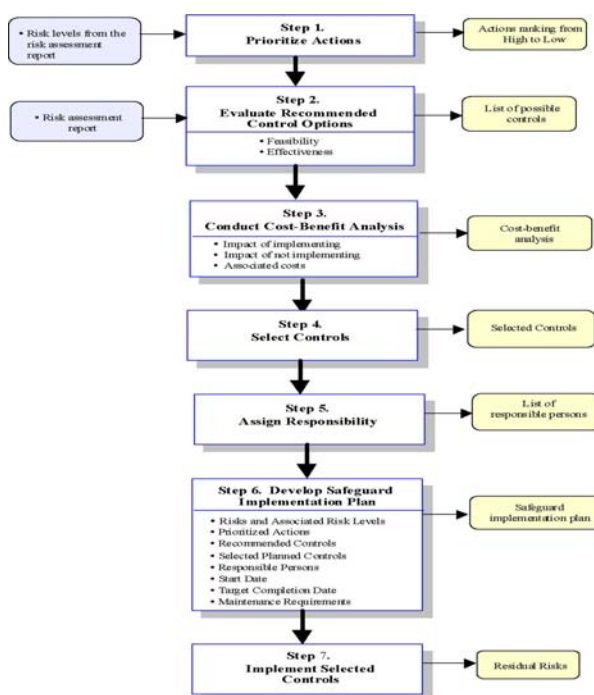 Step 1.
Prioritize Actions
• Risk levels from the
risk assessment
report
Actions ranking from
High to Low
Step 2.
Evaluate Recommended
Control Options
• Feasibility
• Effectiveness
• Risk assessment
report
List of possible
controls
Step 3.
Conduct Cost-Benefit Analysis
• Impact of implementing
• Impact of not implementing
• Associated costs
Cost-benefit
analysis
Step 4.
Select Controls
Selected Controls
Step 5.
Assign Responsibility
List of
responsible persons
Step 6. Develop Safeguard
Implementation Plan
• Risks and Associated Risk Levels
• Prioritized Actions
• Recommended Controls
• Selected Planned Controls
• Responsible Persons
• Start Date
• Target Completion Date
• Maintenance Requirements
Safeguard
implementation plan
Step 7.
Implement Selected
Controls
Residual Risks